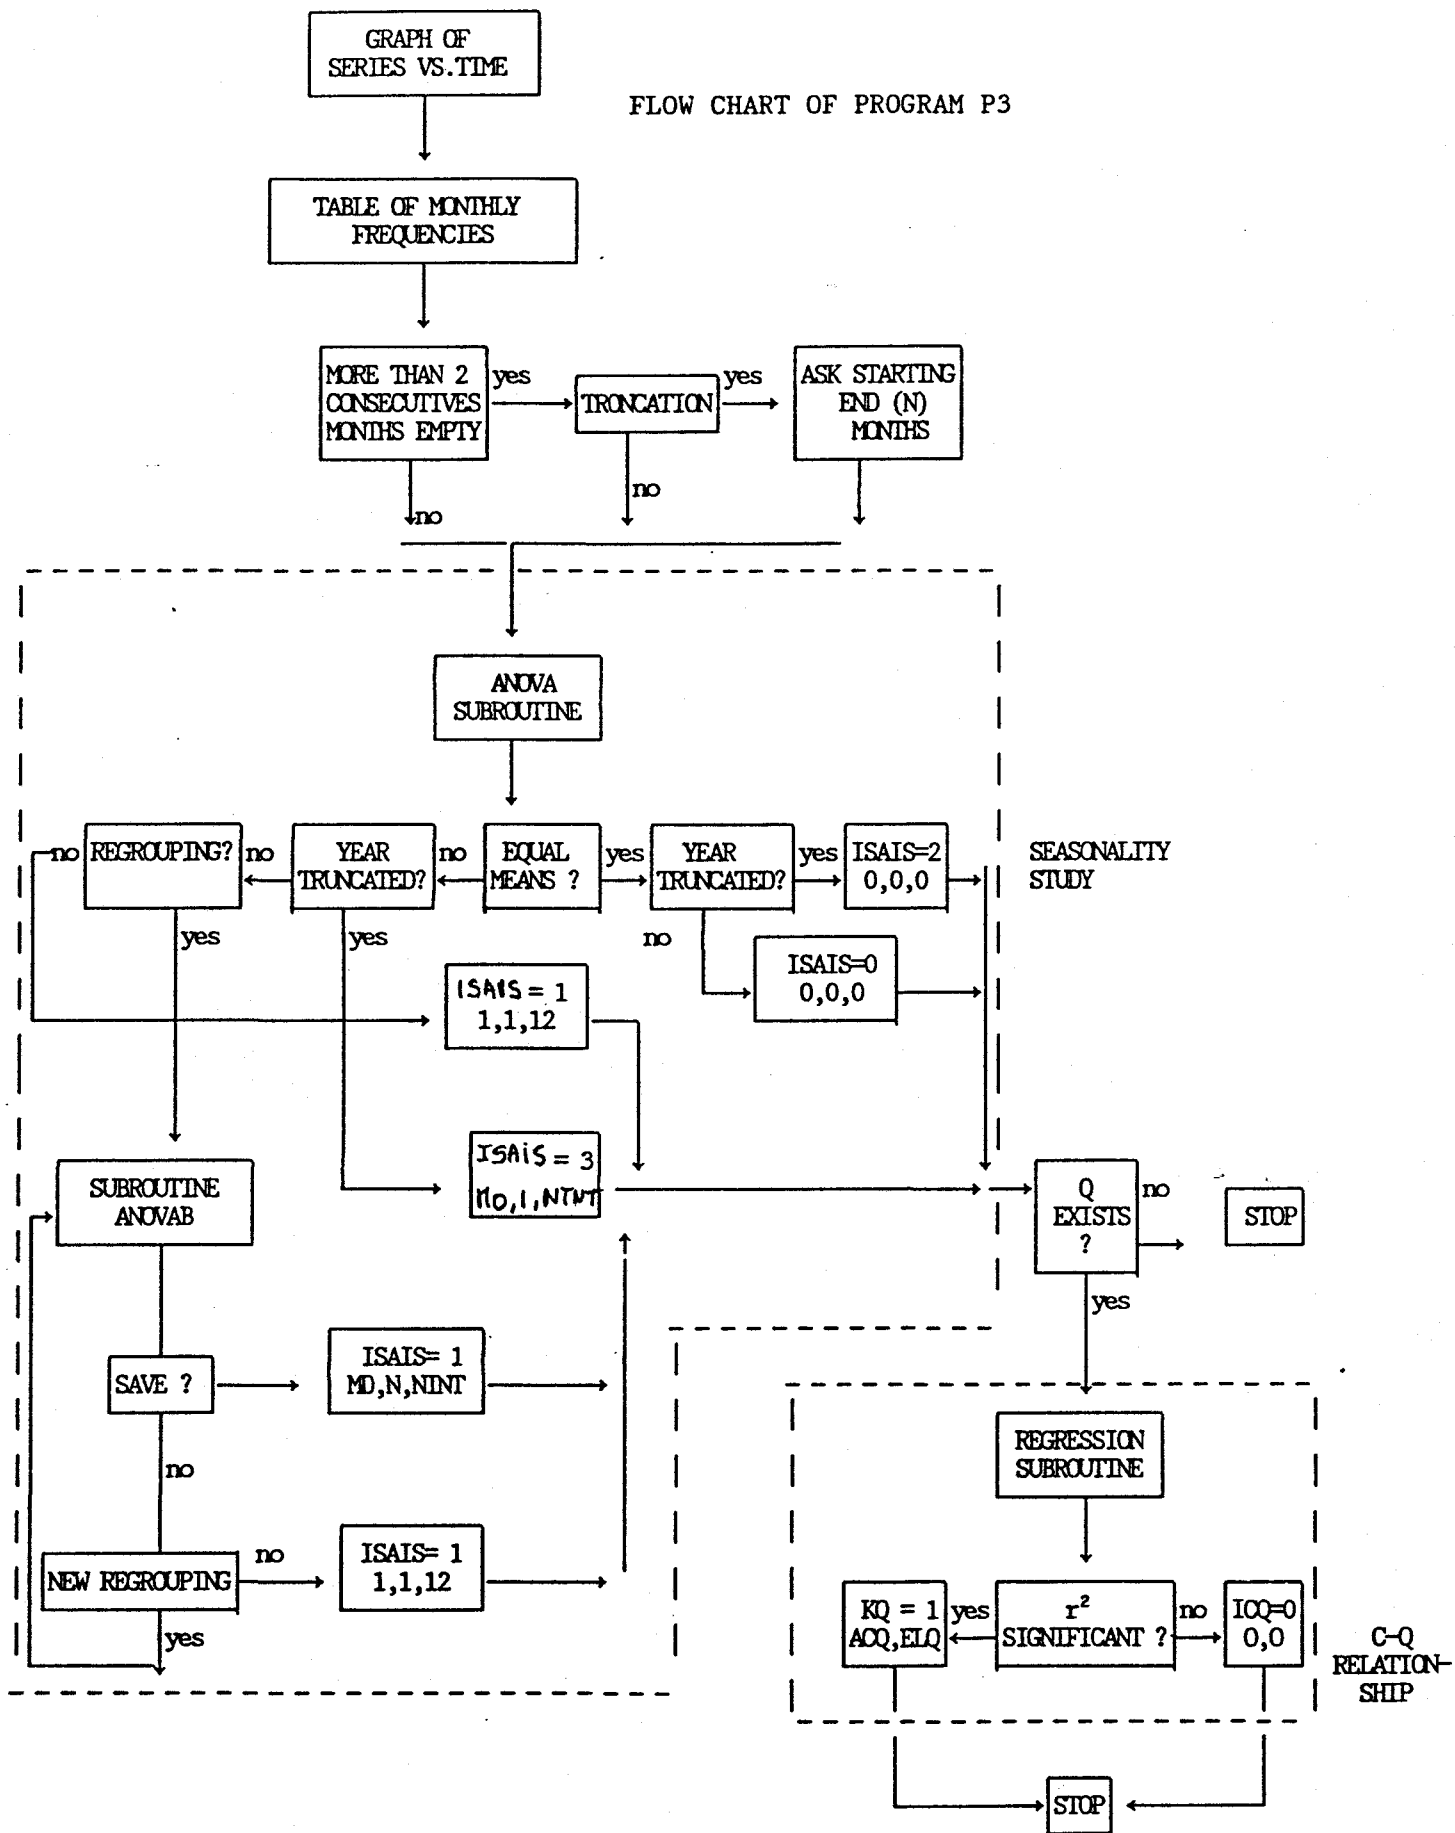 GRAPH OF
SERIES VS.TIME
FLOW CHART OF PROGRAM P3
TABLE OF MONTHLY
FREQUENCIES
MORE THAN 2
CONSECUTIVES
MONTHS EMPTY
yes
TRONCATION
yes
ASK STARTING
END (N)
MONTHS
no
no
ANOVA
SUBROUTINE
no
REGROUPING?
no
YEAR
TRUNCATED?
no
EQUAL
MEANS ?
yes
YEAR
TRUNCATED?
yes
ISAIS=2
0,0,0
SEASONALITY
STUDY
yes
yes
no
ISAIS=0
0,0,0
ISAIS = 1
1,1,12
ISAIS = 3
MO,1,NINT
SUBROUTINE
ANOVAB
Q
EXISTS
?
no
STOP
yes
SAVE ?
ISAIS= 1
MD,N,NINT
no
REGRESSION
SUBROUTINE
NEW REGROUPING
no
ISAIS= 1
1,1,12
yes
KQ = 1
ACQ,ELQ
yes
r²
SIGNIFICANT ?
no
ICQ=0
0,0
C-Q
RELATION-
SHIP
STOP